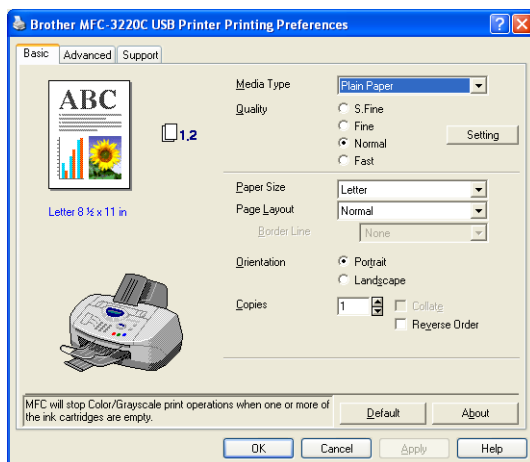 Brother MFC-3220C USB Printer Printing Preferences
Basic Advanced Support
ABC
1,2
Letter 8 ½ x 11 in
Media Type Plain Paper
Quality S.Fine
Fine
Normal Setting
Fast
Paper Size Letter
Page Layout Normal
Border Line None
Orientation Portrait
Landscape
Copies 1 Collate
Reverse Order
MFC will stop Color/Grayscale print operations when one or more of
the ink cartridges are empty.
Default About
OK Cancel Apply Help